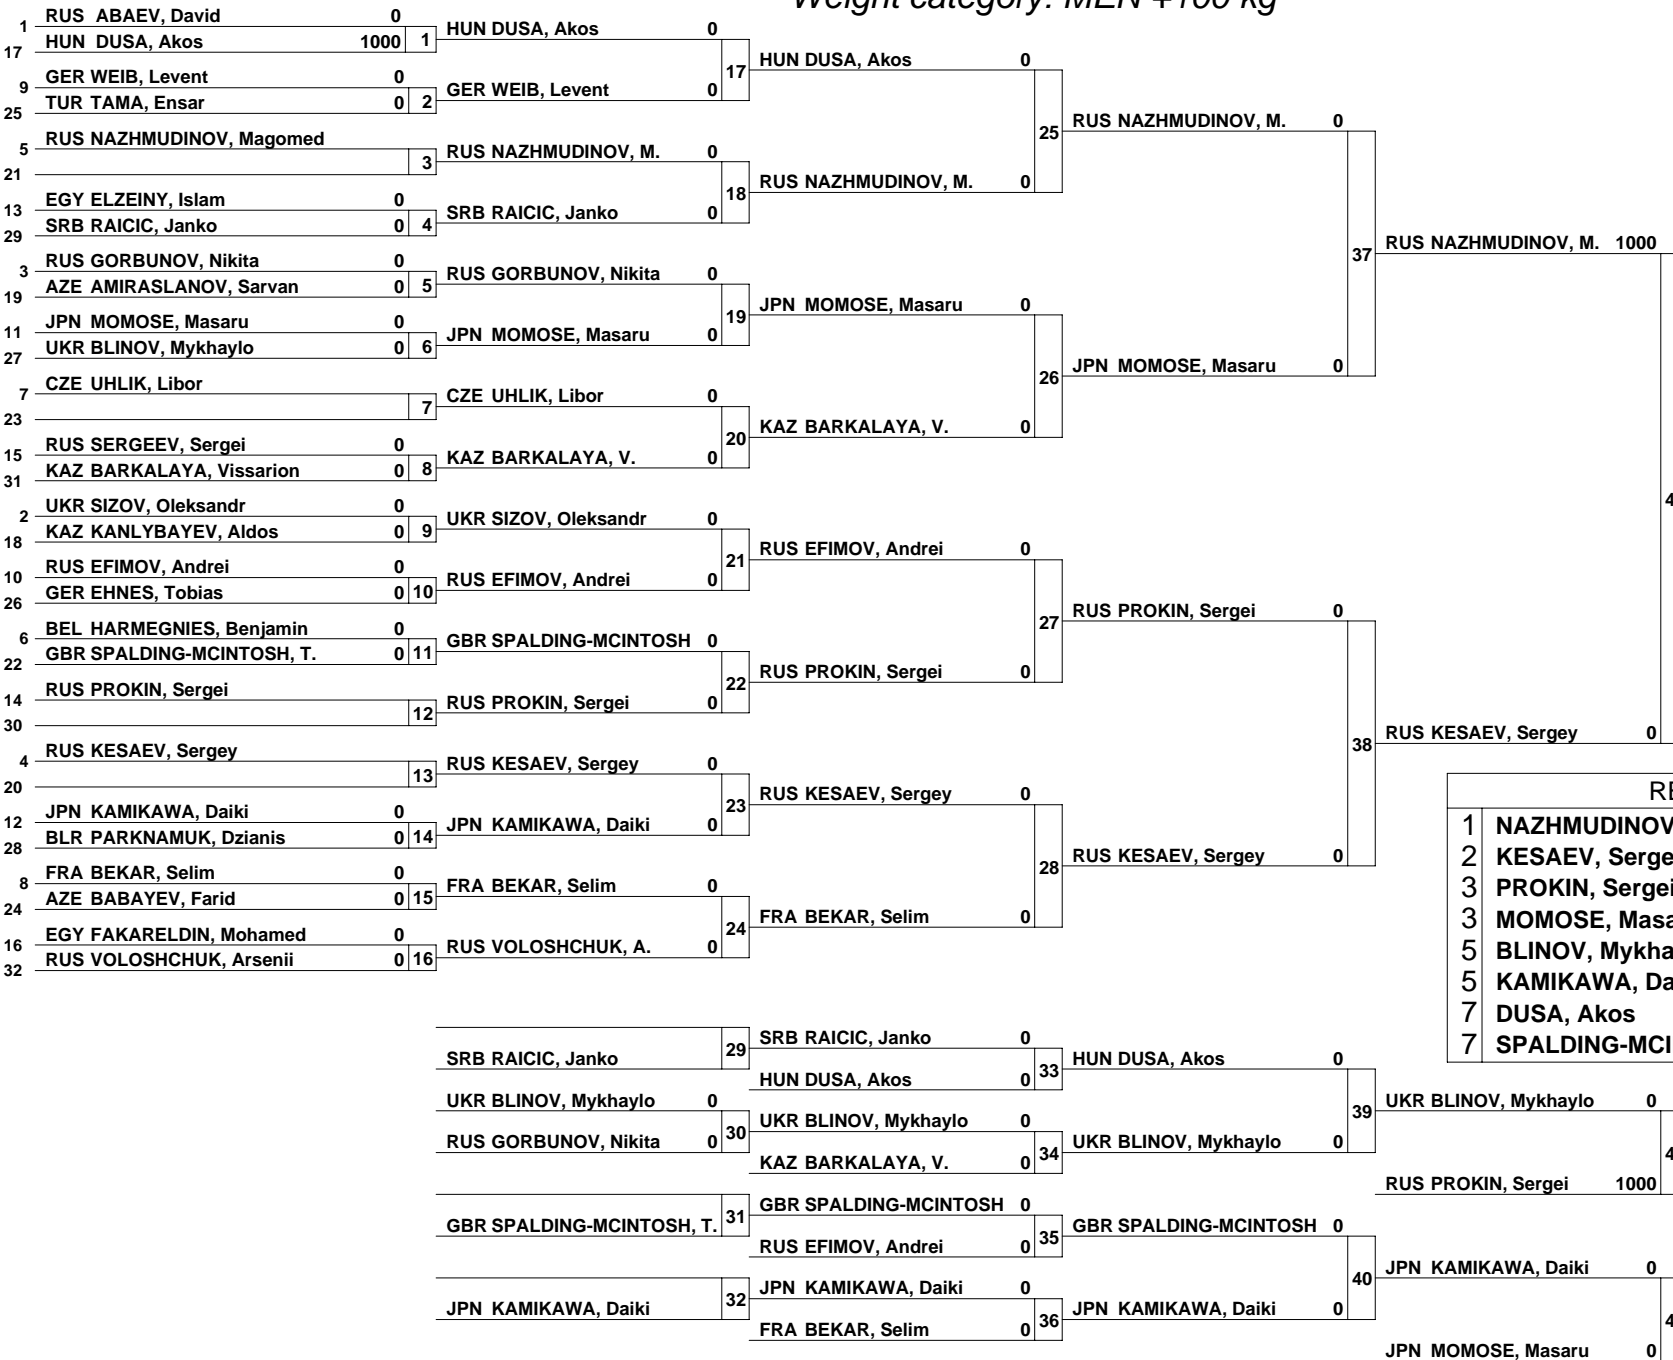 Weight category: MEN +100 kg
1 RUS ABAEV, David 0
17 HUN DUSA, Akos 1000 1
9 GER WEIB, Levent 0
25 TUR TAMA, Ensar 0 2
5 RUS NAZHMUDINOV, Magomed
21 3
13 EGY ELZEINY, Islam 0
29 SRB RAICIC, Janko 0 4
3 RUS GORBUNOV, Nikita 0
19 AZE AMIRASLANOV, Sarvan 0 5
11 JPN MOMOSE, Masaru 0
27 UKR BLINOV, Mykhaylo 0 6
7 CZE UHLIK, Libor
23 7
15 RUS SERGEEV, Sergei 0
31 KAZ BARKALAYA, Vissarion 0 8
2 UKR SIZOV, Oleksandr 0
18 KAZ KANLYBAYEV, Aldos 0 9
10 RUS EFIMOV, Andrei 0
26 GER EHNES, Tobias 0 10
6 BEL HARMEGNIES, Benjamin 0
22 GBR SPALDING-MCINTOSH, T. 0 11
14 RUS PROKIN, Sergei
30 12
4 RUS KESAEV, Sergey
20 13
12 JPN KAMIKAWA, Daiki 0
28 BLR PARKNAMUK, Dzianis 0 14
8 FRA BEKAR, Selim 0
24 AZE BABAYEV, Farid 0 15
16 EGY FAKARELDIN, Mohamed 0
32 RUS VOLOSHCHUK, Arsenii 0 16
HUN DUSA, Akos 0
17
GER WEIB, Levent 0
RUS NAZHMUDINOV, M. 0
18
SRB RAICIC, Janko 0
RUS GORBUNOV, Nikita 0
19
JPN MOMOSE, Masaru 0
CZE UHLIK, Libor 0
20
KAZ BARKALAYA, V. 0
UKR SIZOV, Oleksandr 0
21
RUS EFIMOV, Andrei 0
GBR SPALDING-MCINTOSH 0
22
RUS PROKIN, Sergei 0
RUS KESAEV, Sergey 0
23
JPN KAMIKAWA, Daiki 0
FRA BEKAR, Selim 0
24
RUS VOLOSHCHUK, A. 0
HUN DUSA, Akos 0
25
RUS NAZHMUDINOV, M. 0
JPN MOMOSE, Masaru 0
26
KAZ BARKALAYA, V. 0
RUS EFIMOV, Andrei 0
27
RUS PROKIN, Sergei 0
RUS KESAEV, Sergey 0
28
FRA BEKAR, Selim 0
RUS NAZHMUDINOV, M. 0
37
JPN MOMOSE, Masaru 0
RUS PROKIN, Sergei 0
38
RUS KESAEV, Sergey 0
RUS NAZHMUDINOV, M. 1000
4
RUS KESAEV, Sergey 0
RE
1 NAZHMUDINOV
2 KESAEV, Serge
3 PROKIN, Sergei
3 MOMOSE, Masa
5 BLINOV, Mykha
5 KAMIKAWA, Da
7 DUSA, Akos
7 SPALDING-MCI
29
SRB RAICIC, Janko
UKR BLINOV, Mykhaylo 0
30
RUS GORBUNOV, Nikita 0
31
GBR SPALDING-MCINTOSH, T.
32
JPN KAMIKAWA, Daiki
SRB RAICIC, Janko 0
33
HUN DUSA, Akos 0
UKR BLINOV, Mykhaylo 0
34
KAZ BARKALAYA, V. 0
GBR SPALDING-MCINTOSH 0
35
RUS EFIMOV, Andrei 0
JPN KAMIKAWA, Daiki 0
36
FRA BEKAR, Selim 0
HUN DUSA, Akos 0
39
UKR BLINOV, Mykhaylo 0
GBR SPALDING-MCINTOSH 0
40
JPN KAMIKAWA, Daiki 0
UKR BLINOV, Mykhaylo 0
4
RUS PROKIN, Sergei 1000
JPN KAMIKAWA, Daiki 0
4
JPN MOMOSE, Masaru 0